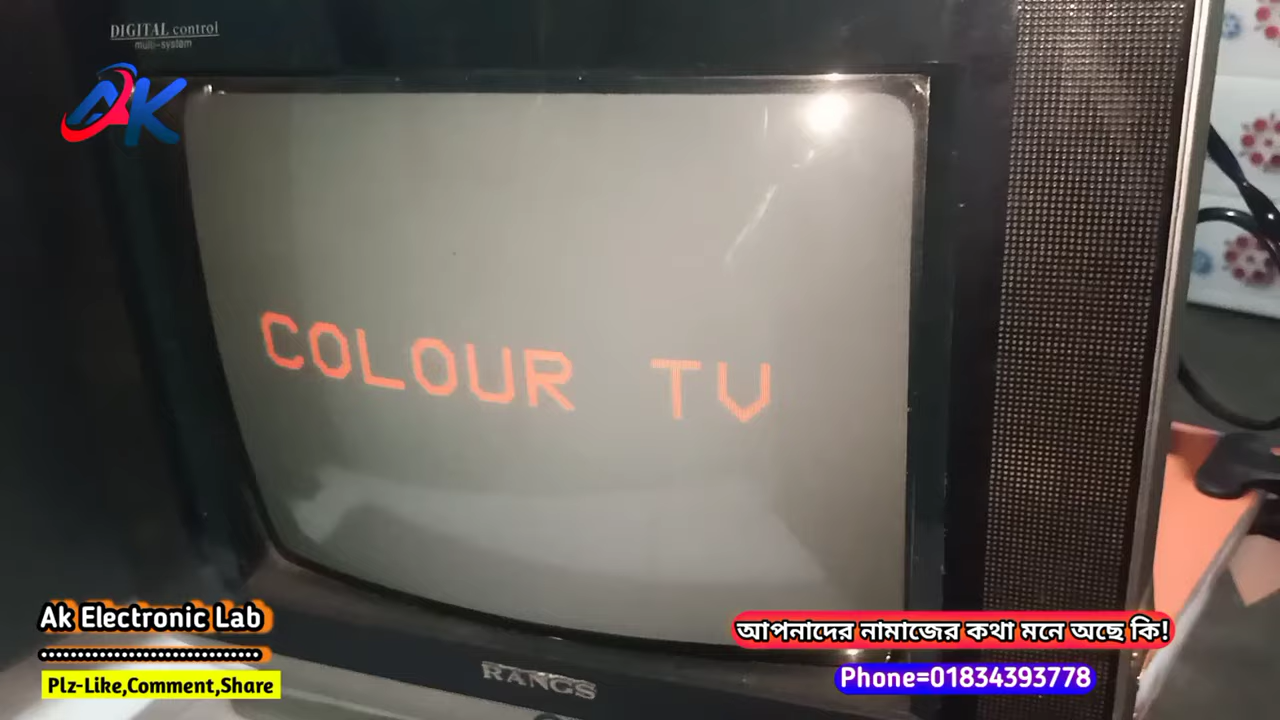 DIGITAL control
multi-system
AK
COLOUR TV
RANGS
Ak Electronic Lab
Plz-Like,Comment,Share
আপনাদের নামাজের কথা মনে অছে কি!
Phone=01834393778